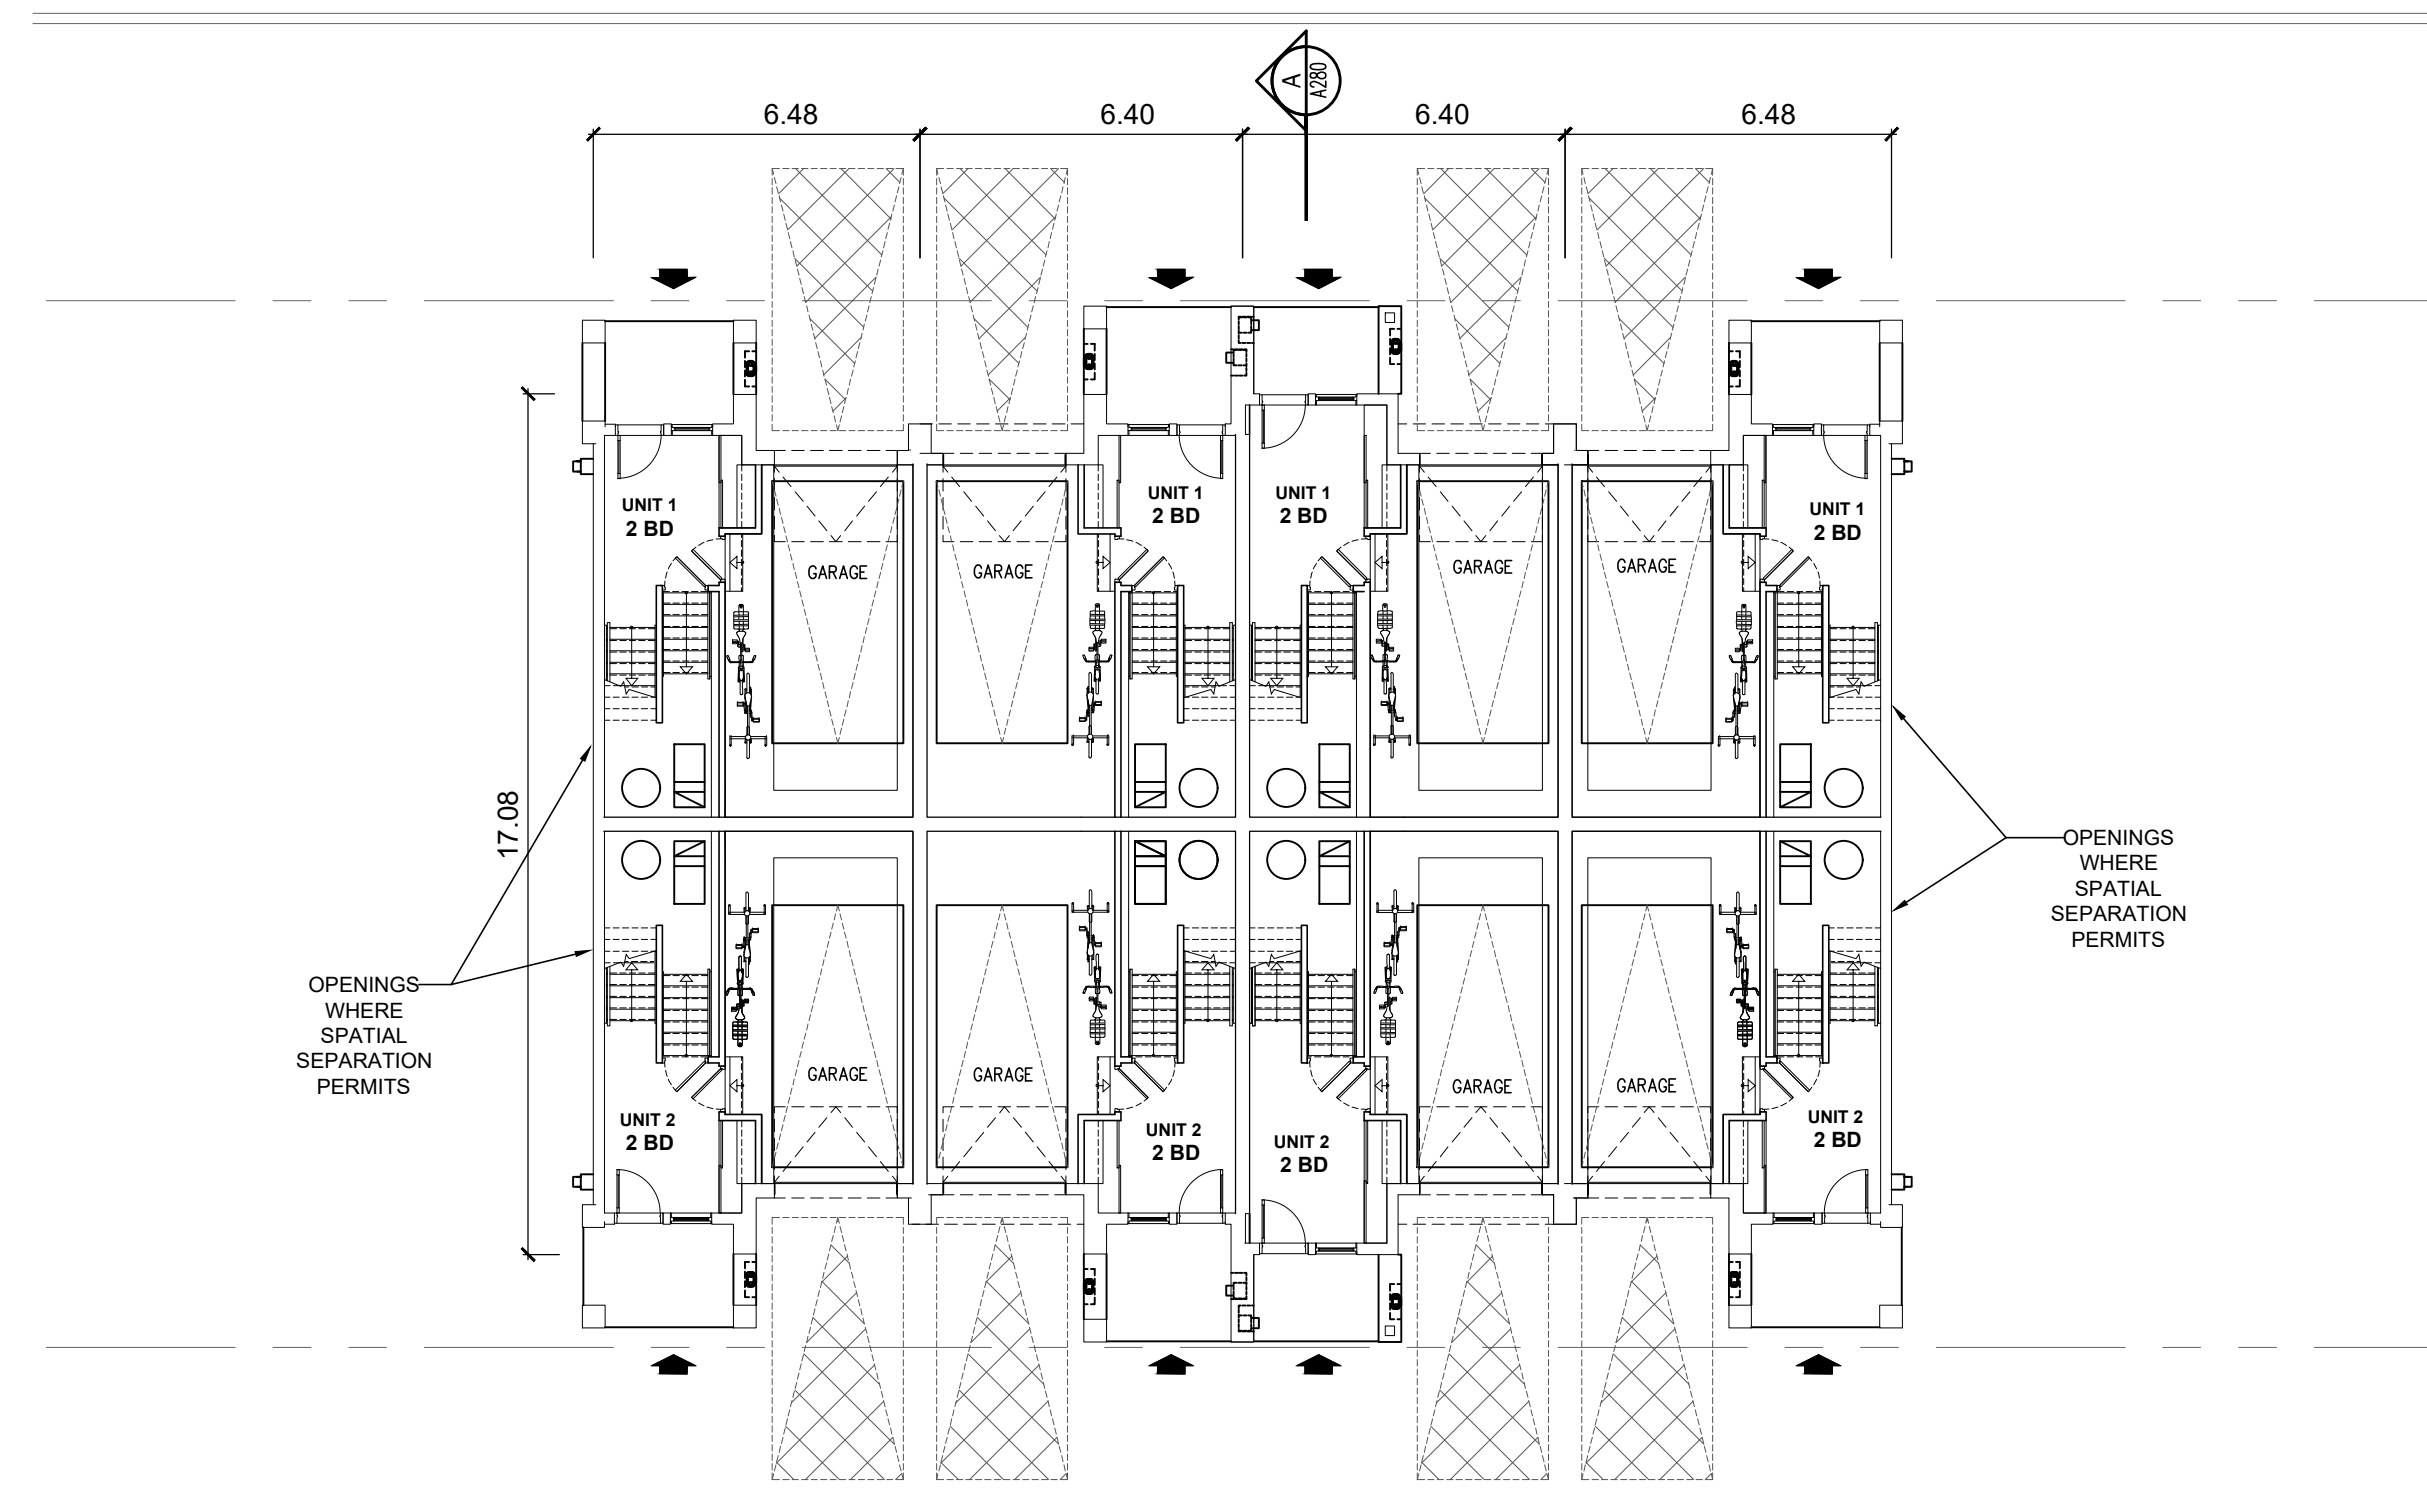 A
A280
6.48
6.40
6.40
6.48
UNIT 1
2 BD
UNIT 1
2 BD
UNIT 1
2 BD
UNIT 1
2 BD
GARAGE
GARAGE
GARAGE
GARAGE
17.08
OPENINGS
WHERE
SPATIAL
SEPARATION
PERMITS
OPENINGS
WHERE
SPATIAL
SEPARATION
PERMITS
GARAGE
GARAGE
GARAGE
GARAGE
UNIT 2
2 BD
UNIT 2
2 BD
UNIT 2
2 BD
UNIT 2
2 BD